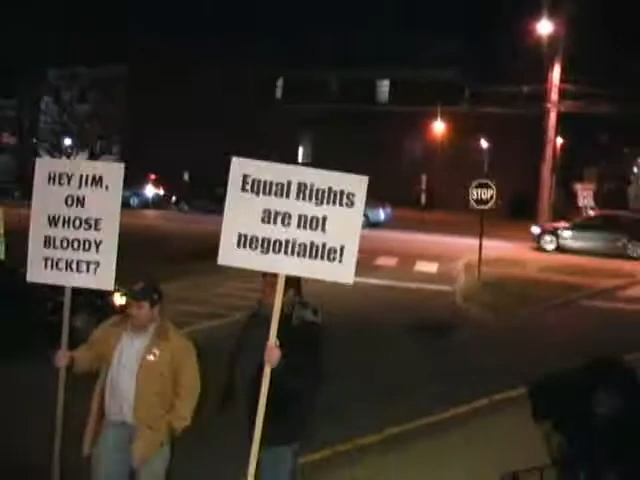 HEY JIM,
ON
WHOSE
BLOODY
TICKET?
Equal Rights
are not
negotiable!
STOP